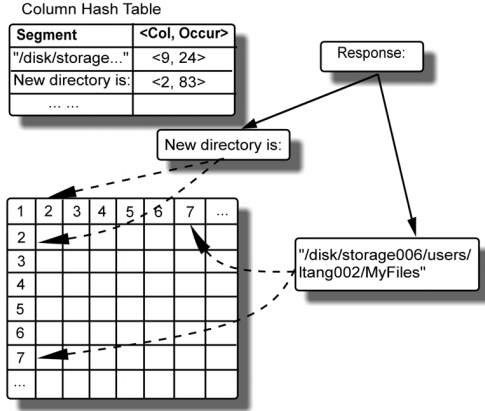 Column Hash Table
Segment <Col, Occur>
"/disk/storage..." <9, 24>
New directory is: <2, 83>
... ...
Response:
New directory is:
1 2 3 4 5 6 7 ...
2
3
4
5
6
7
...
"/disk/storage006/users/
ltang002/MyFiles"